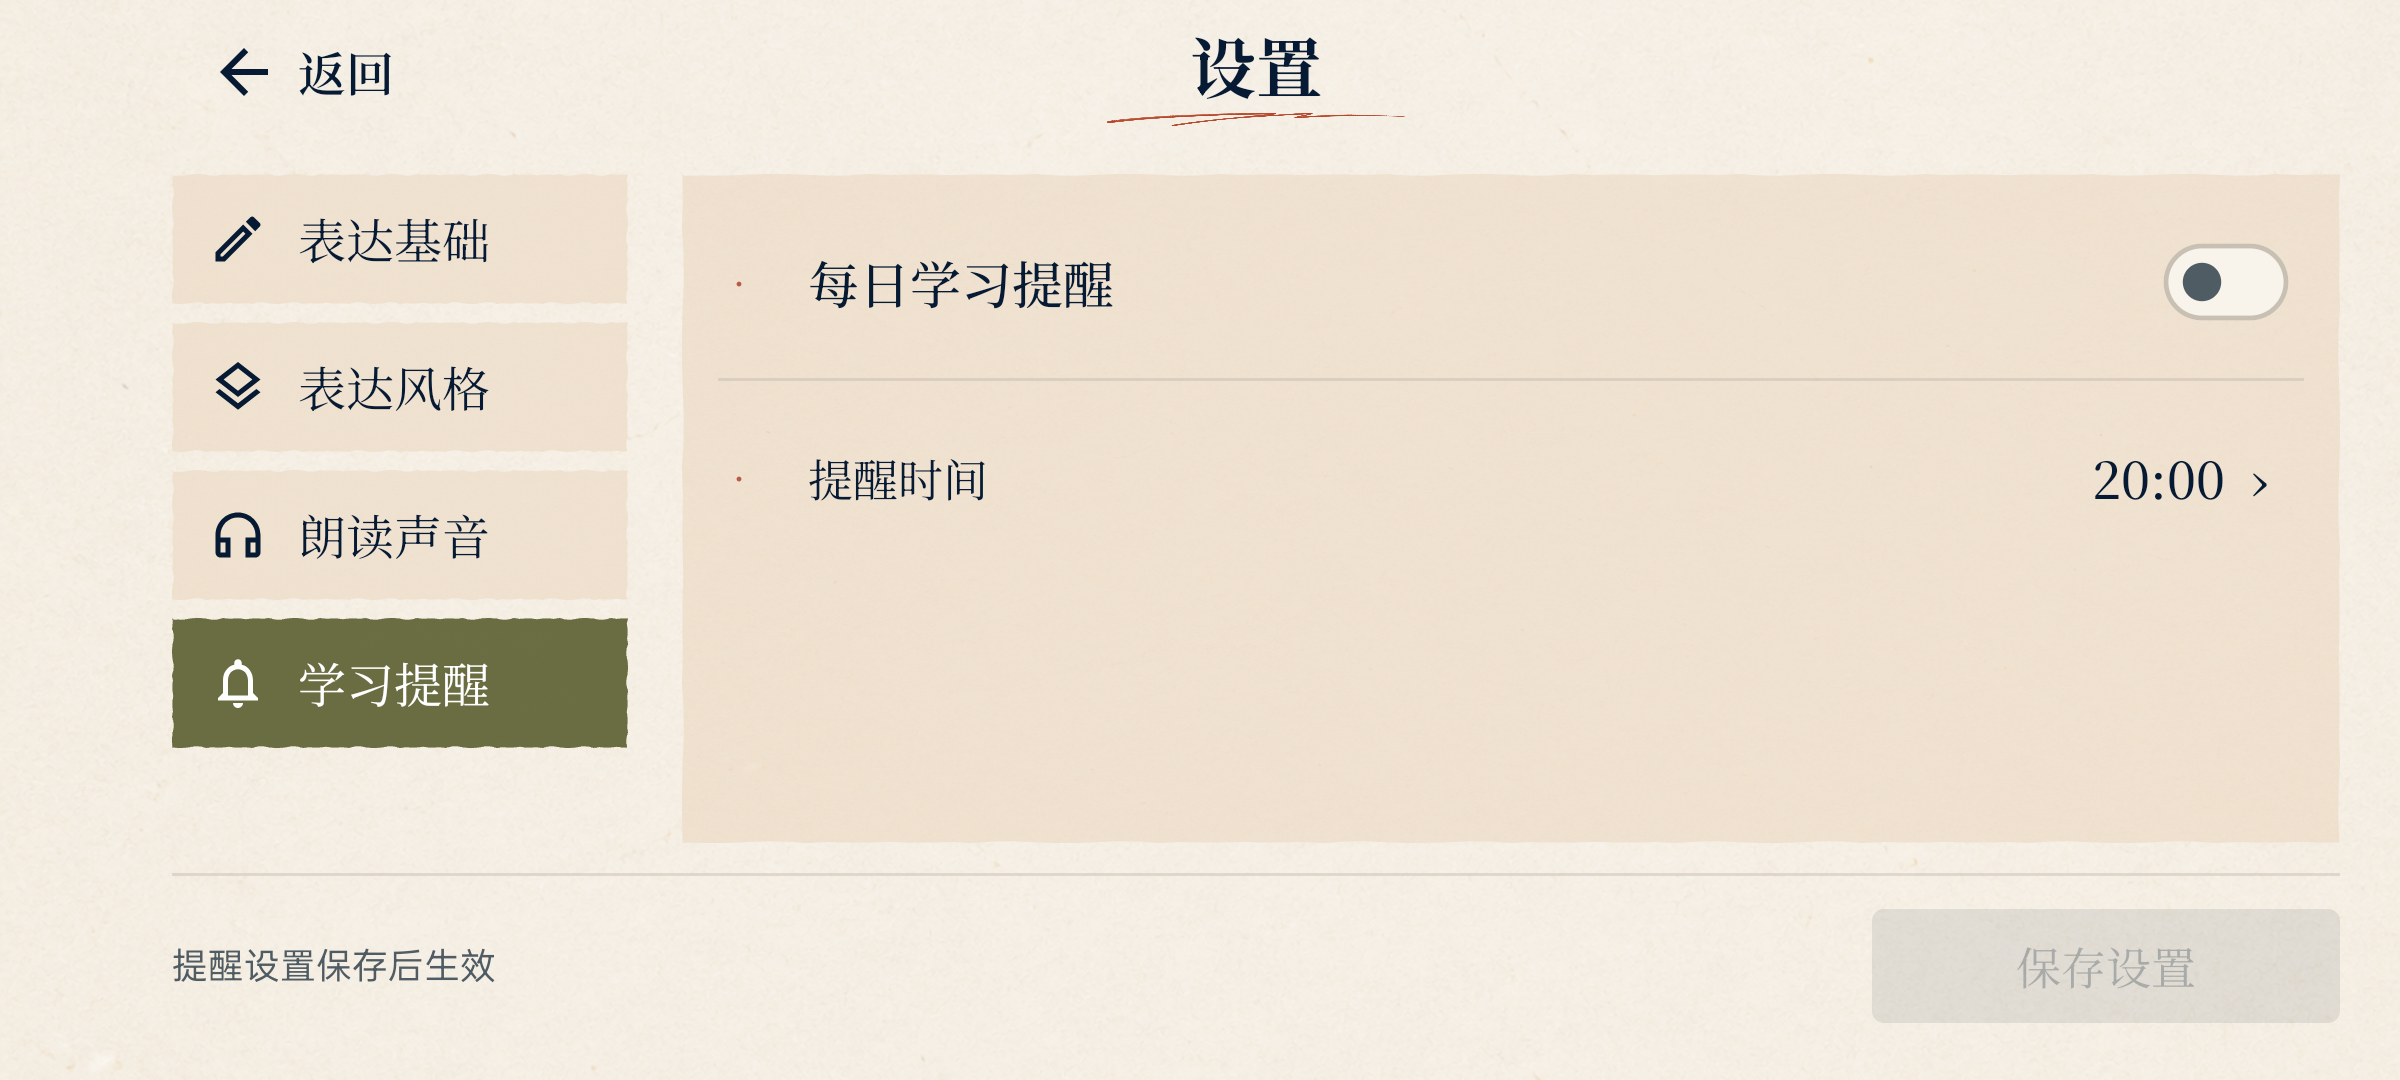 返回
设置
表达基础
表达风格
朗读声音
学习提醒
每日学习提醒
提醒时间
20:00 ›
提醒设置保存后生效
保存设置